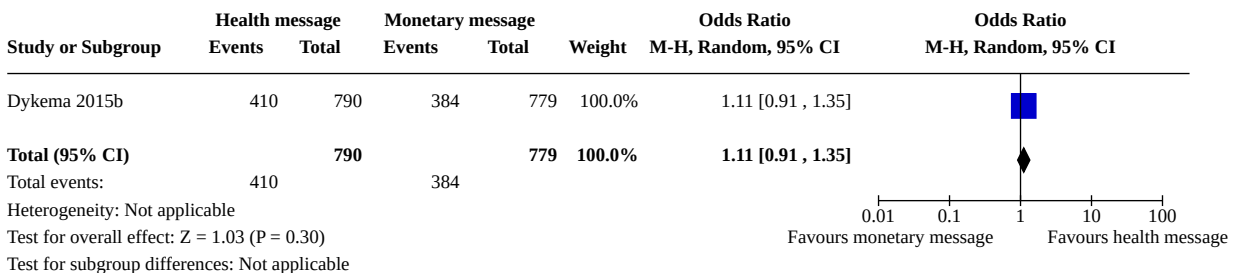 Health message Monetary message Odds Ratio Odds Ratio
Study or Subgroup Events Total Events Total Weight M-H, Random, 95% CI M-H, Random, 95% CI
Dykema 2015b 410 790 384 779 100.0% 1.11 [0.91 , 1.35]
Total (95% CI) 790 779 100.0% 1.11 [0.91 , 1.35]
Total events: 410 384
Heterogeneity: Not applicable
0.01 0.1 1 10 100
Test for overall effect: Z = 1.03 (P = 0.30)
Favours monetary message Favours health message
Test for subgroup differences: Not applicable